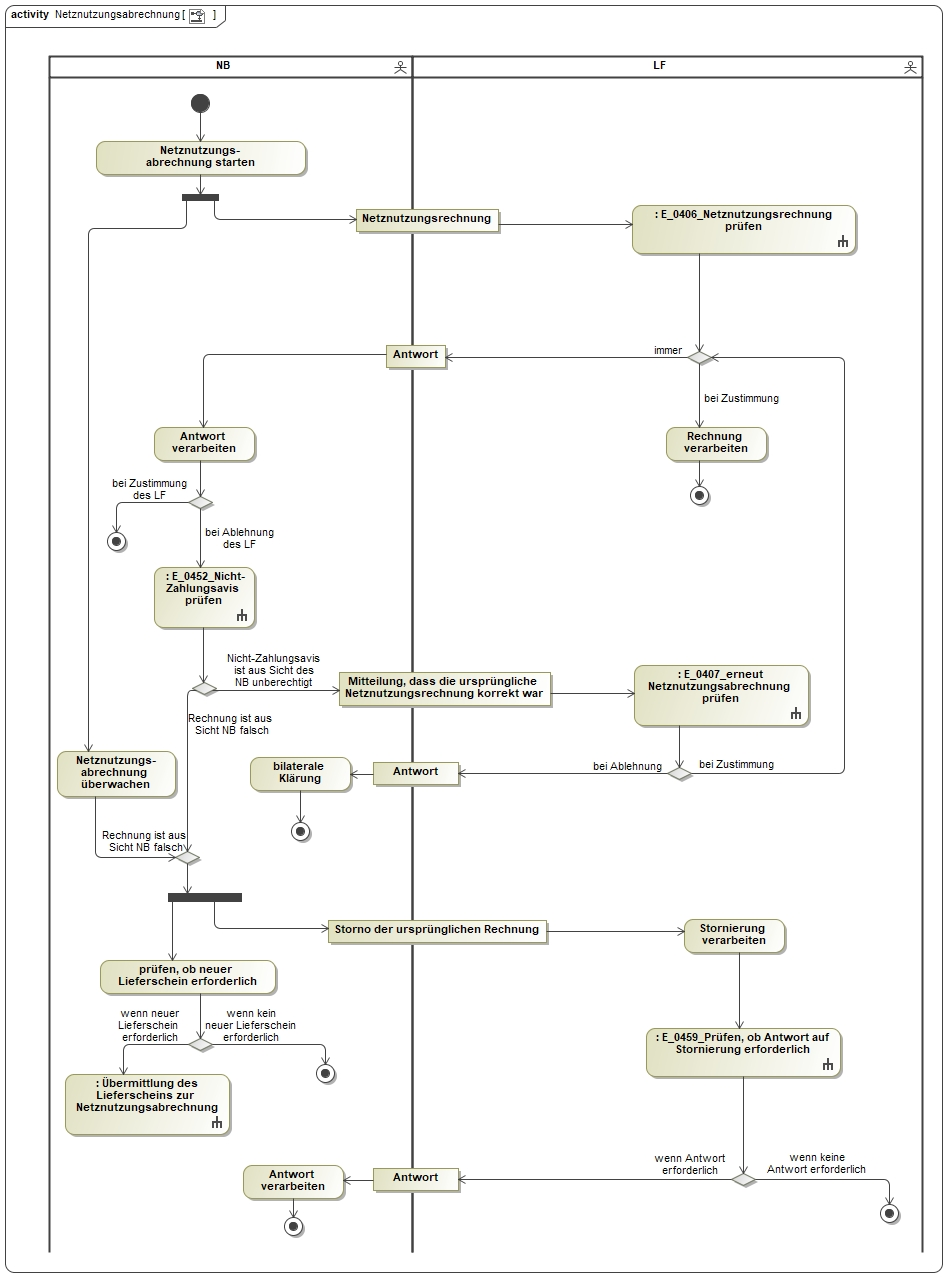 activity Netznutzungsabrechnung[ ]
NB
LF
Netznutzungs-
abrechnung starten
Netznutzungsrechnung
: E_0406_Netznutzungsrechnung
prüfen
Antwort
immer
bei Zustimmung
Antwort
verarbeiten
Rechnung
verarbeiten
bei Zustimmung
des LF
bei Ablehnung
des LF
: E_0452_Nicht-
Zahlungsavis
prüfen
Nicht-Zahlungsavis
ist aus Sicht des
NB unberechtigt
Mitteilung, dass die ursprüngliche
Netznutzungsrechnung korrekt war
: E_0407_erneut
Netznutzungsabrechnung
prüfen
Rechnung ist aus
Sicht NB falsch
Netznutzungs-
abrechnung
überwachen
bilaterale
Klärung
Antwort
bei Ablehnung
bei Zustimmung
Rechnung ist aus
Sicht NB falsch
Storno der ursprünglichen Rechnung
Stornierung
verarbeiten
prüfen, ob neuer
Lieferschein erforderlich
wenn neuer
Lieferschein
erforderlich
wenn kein
neuer Lieferschein
erforderlich
: E_0459_Prüfen, ob Antwort auf
Stornierung erforderlich
: Übermittlung des
Lieferscheins zur
Netznutzungsabrechnung
wenn Antwort
erforderlich
wenn keine
Antwort erforderlich
Antwort
verarbeiten
Antwort